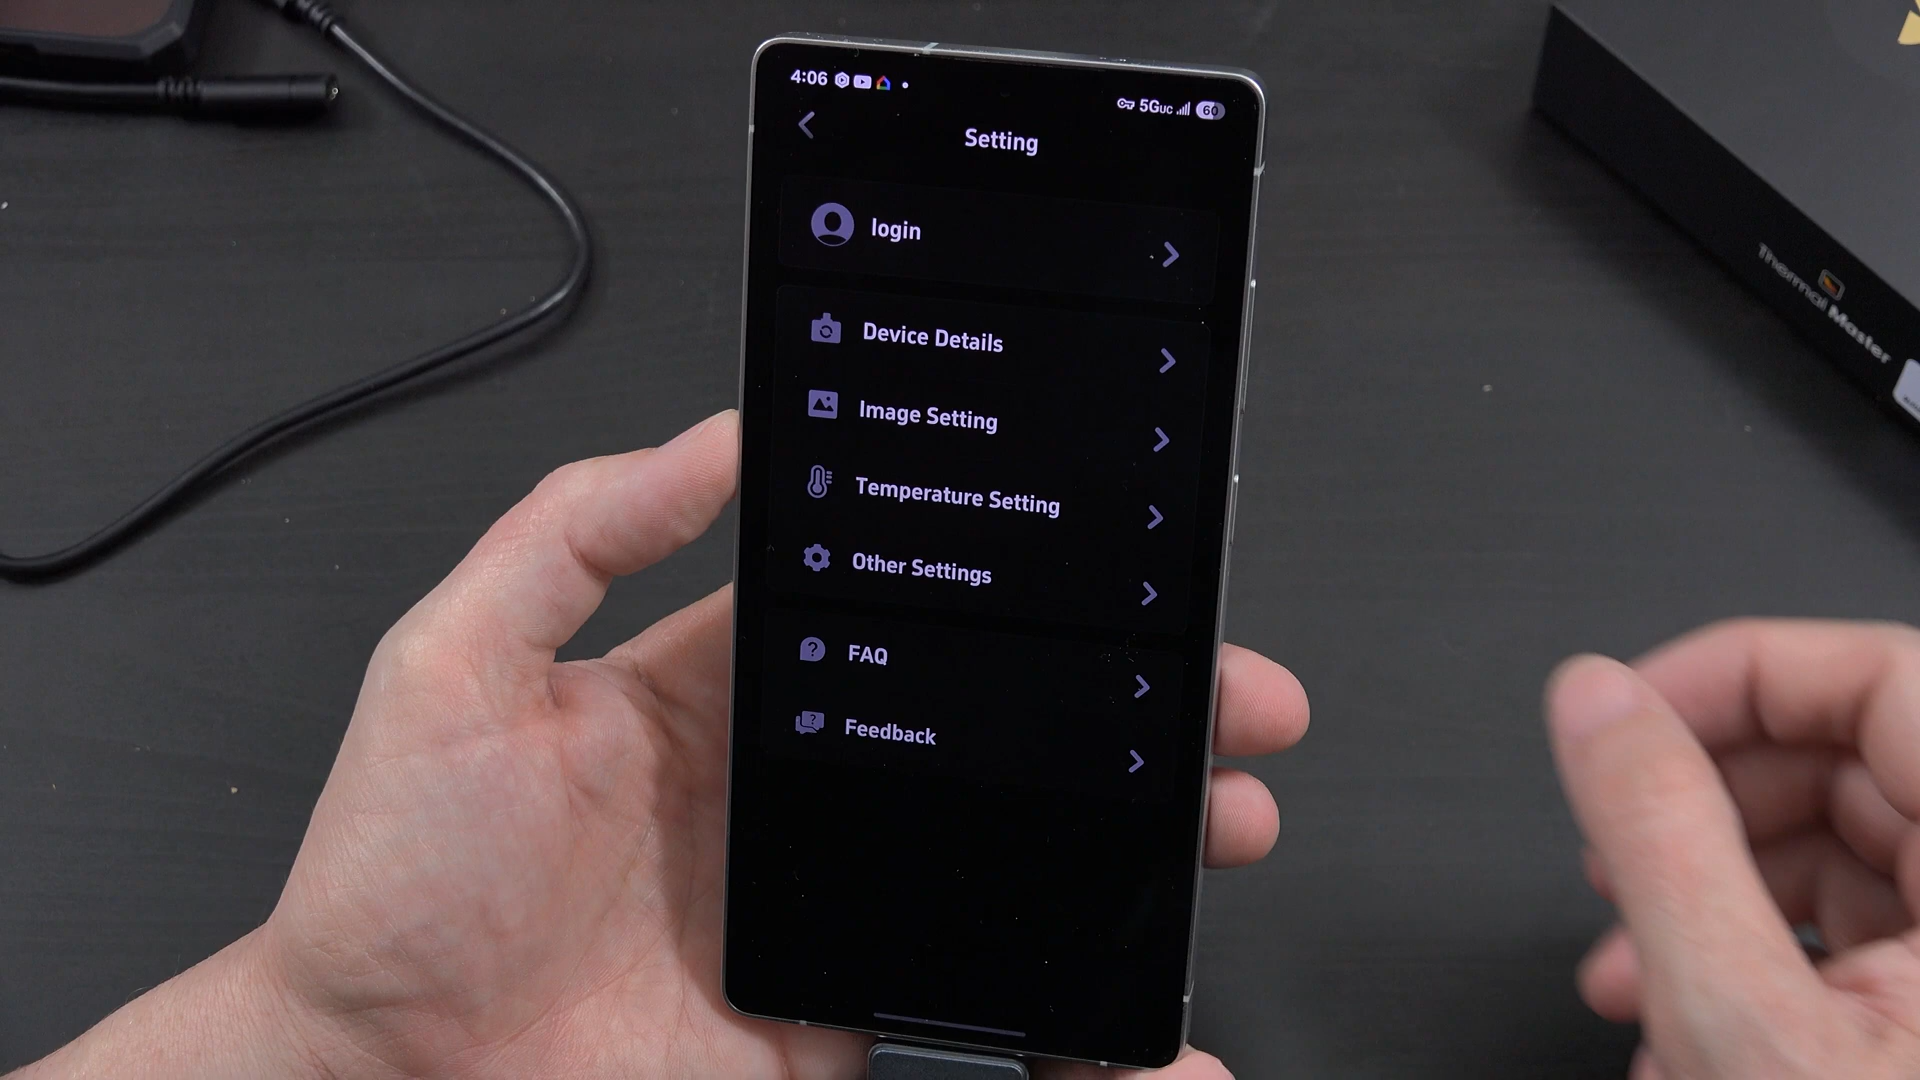 4:06
5GUC 60
Setting
login
Device Details
Image Setting
Temperature Setting
Other Settings
FAQ
Feedback
Thermal Master